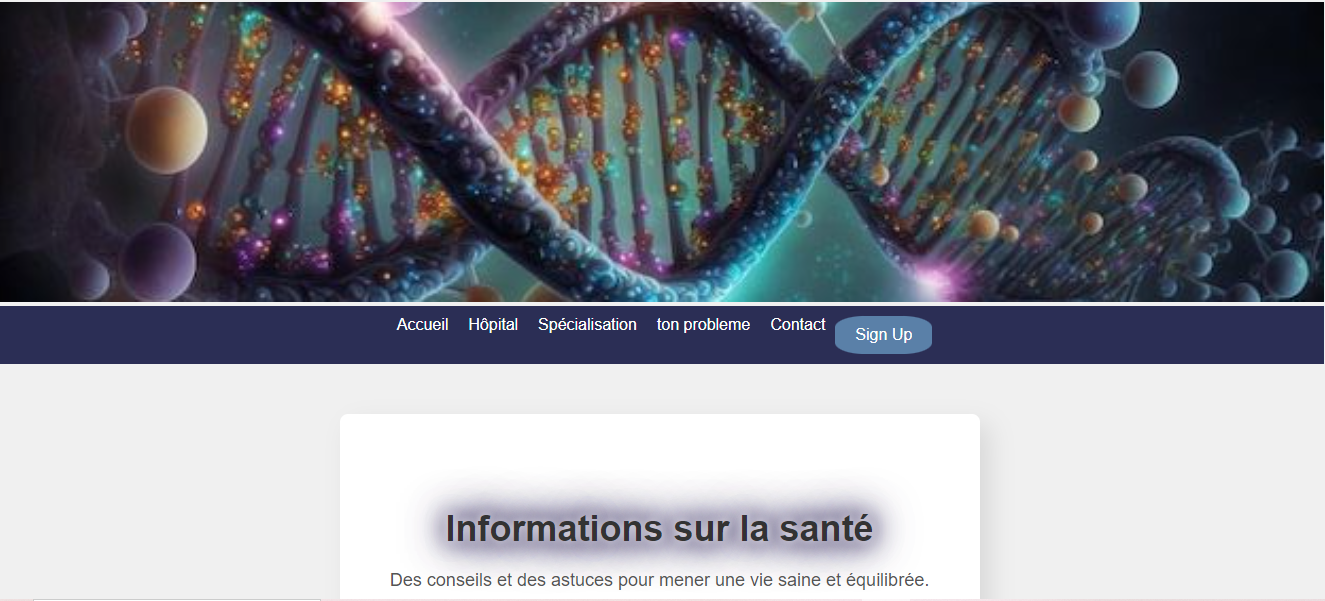 Accueil Hôpital Spécialisation ton probleme Contact Sign Up
Informations sur la santé
Des conseils et des astuces pour mener une vie saine et équilibrée.